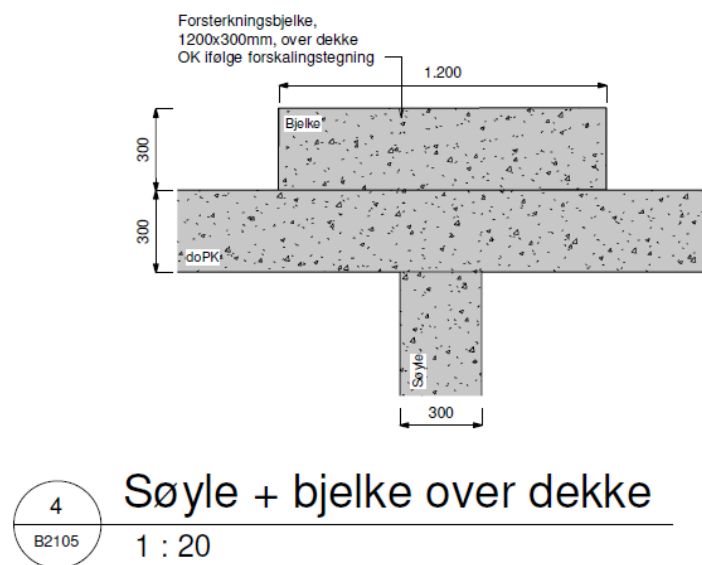 Forsterkningsbjelke,
1200x300mm, over dekke
OK ifølge forskalingstegning
1.200
Bjelke
300
300
doPK
Søyle
300
4
B2105
Søyle + bjelke over dekke
1 : 20